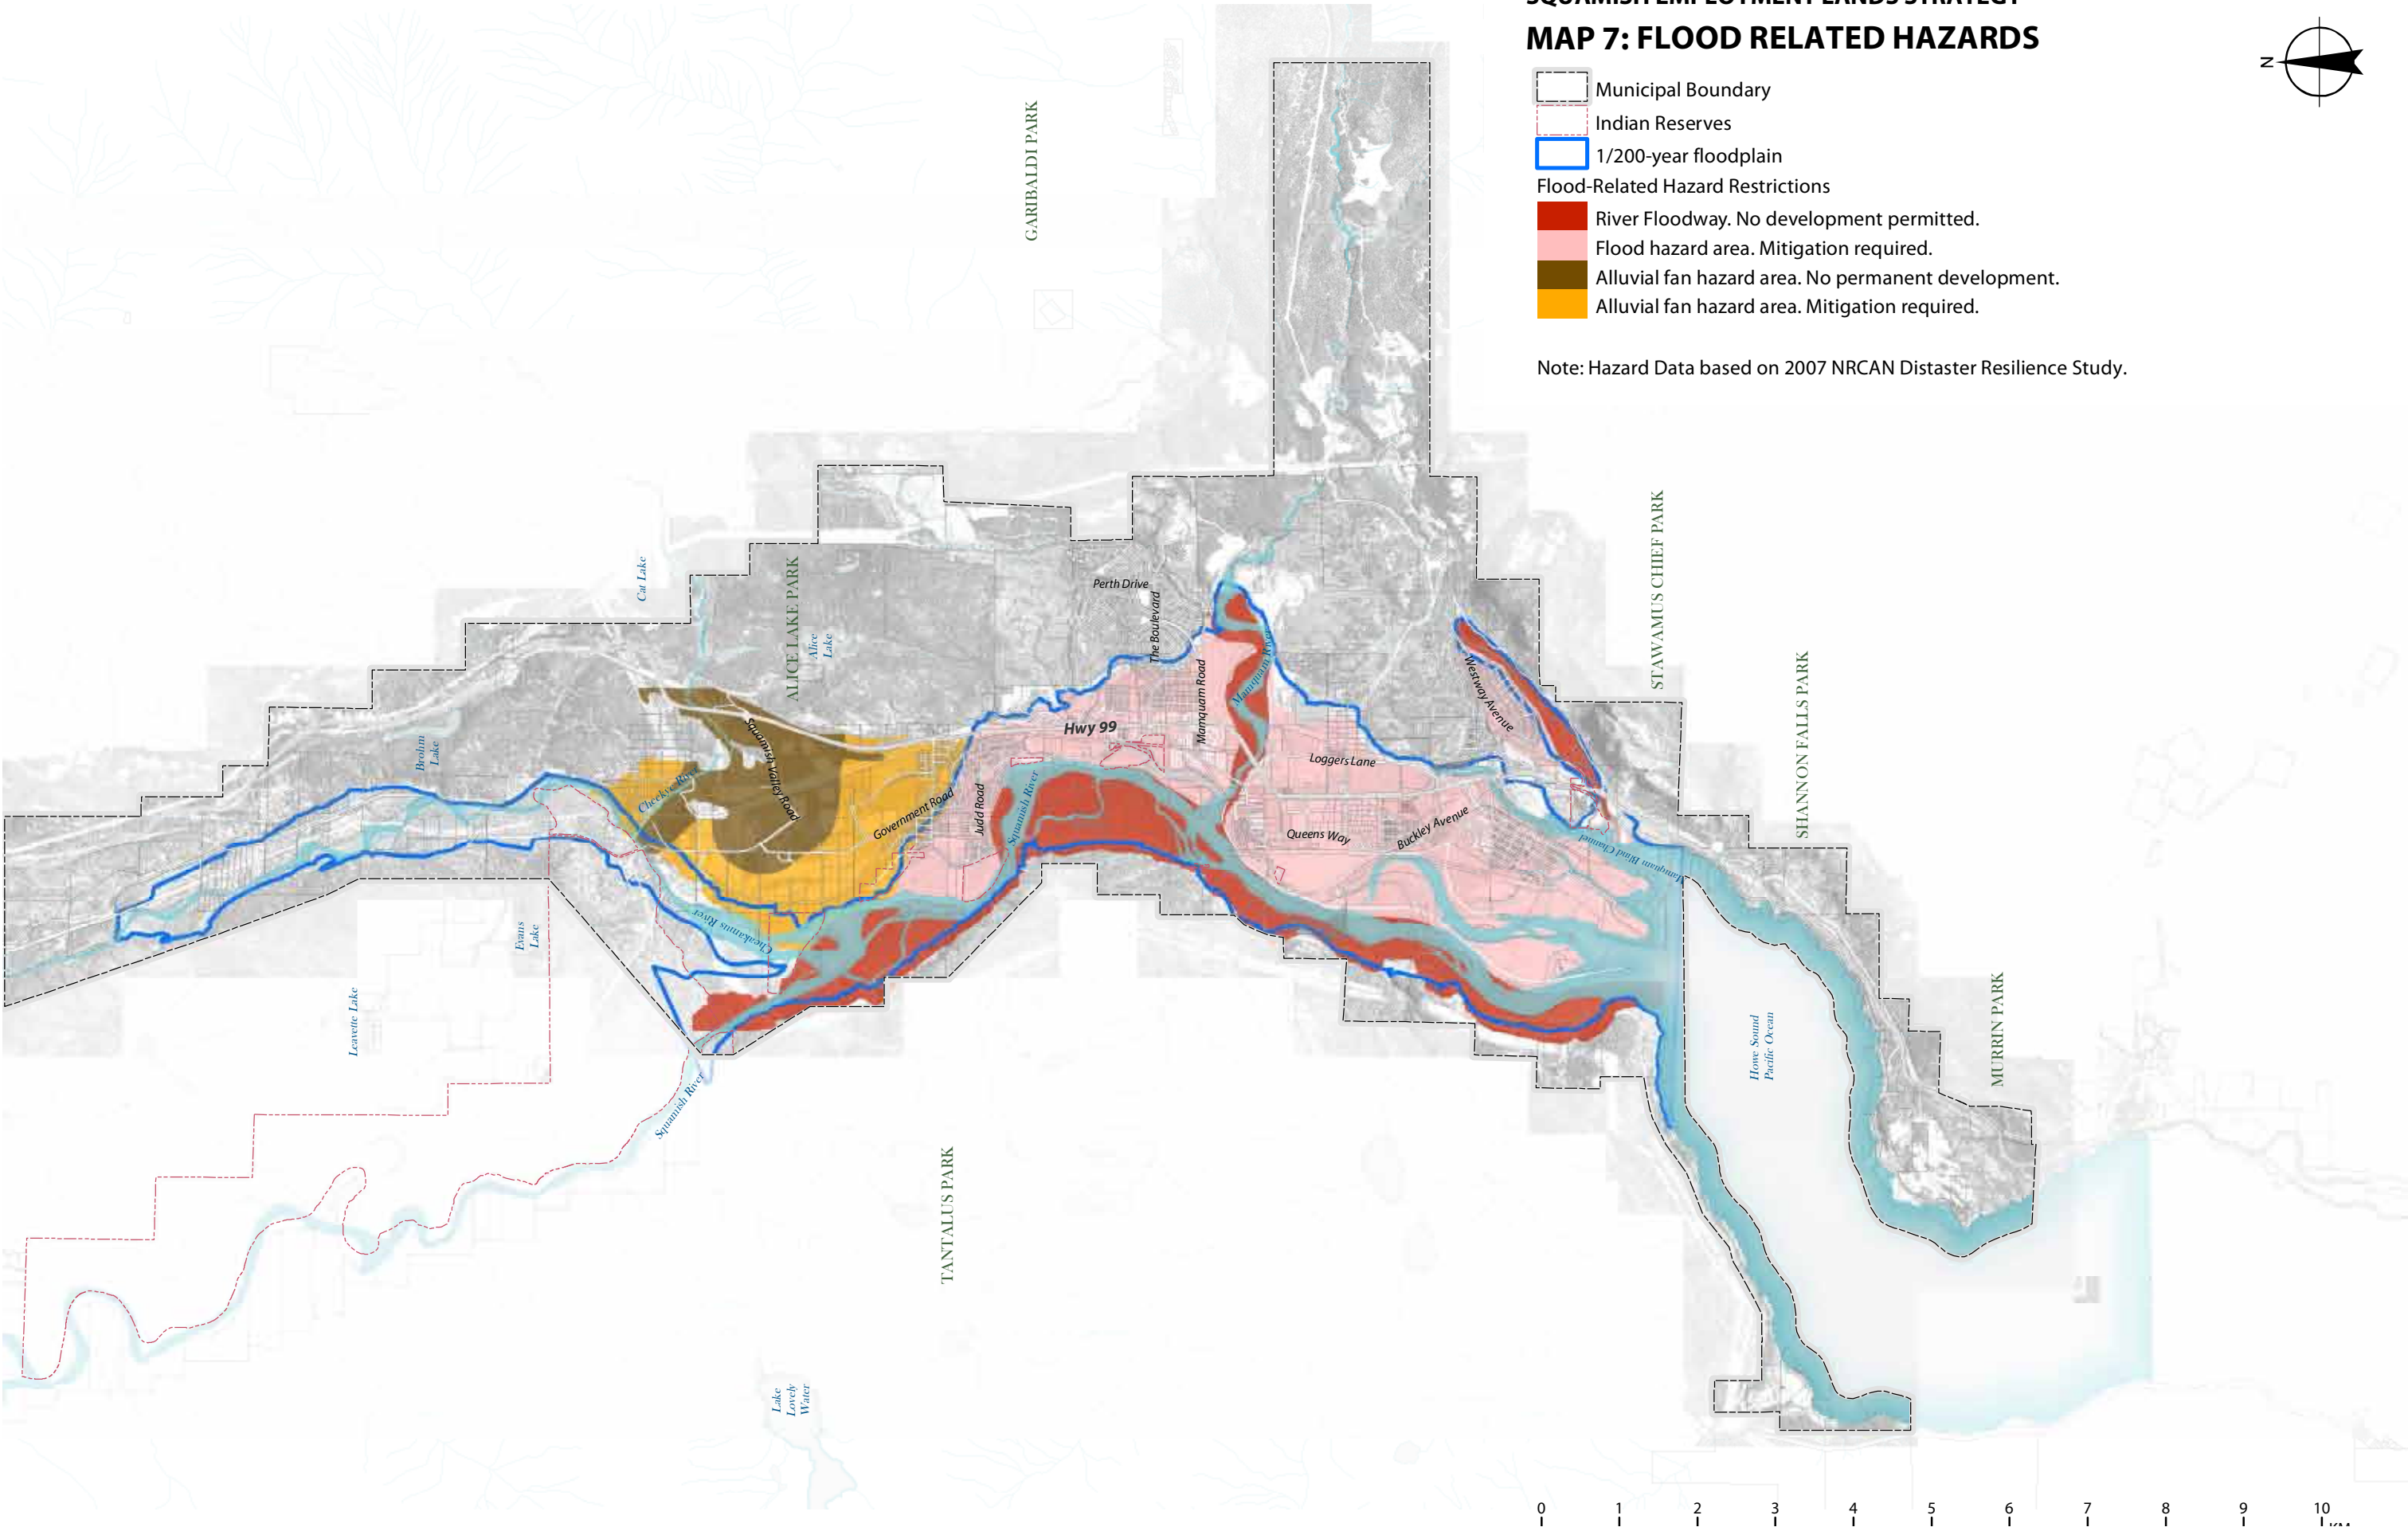 SQUAMISH EMPLOYMENT LANDS STRATEGY
MAP 7: FLOOD RELATED HAZARDS
N
Municipal Boundary
Indian Reserves
1/200-year floodplain
Flood-Related Hazard Restrictions
River Floodway. No development permitted.
Flood hazard area. Mitigation required.
Alluvial fan hazard area. No permanent development.
Alluvial fan hazard area. Mitigation required.
Note: Hazard Data based on 2007 NRCAN Distaster Resilience Study.
GARIBALDI PARK
STAWAMUS CHIEF PARK
Cat Lake
ALICE LAKE PARK
Alice
Lake
Perth Drive
The Boulevard
Mamquam Road
Mamquam River
Westway Avenue
SHANNON FALLS PARK
Brohm
Lake
Squamish Valley Road
Hwy 99
Loggers Lane
Cheekye River
Government Road
Judd Road
Squamish River
Queens Way
Buckley Avenue
Mamquam Blind Channel
Evans
Lake
Cheakamus River
Leavette Lake
Howe Sound
Pacific Ocean
MURRIN PARK
Squamish River
TANTALUS PARK
Lake
Lovely
Water
0 1 2 3 4 5 6 7 8 9 10
KM